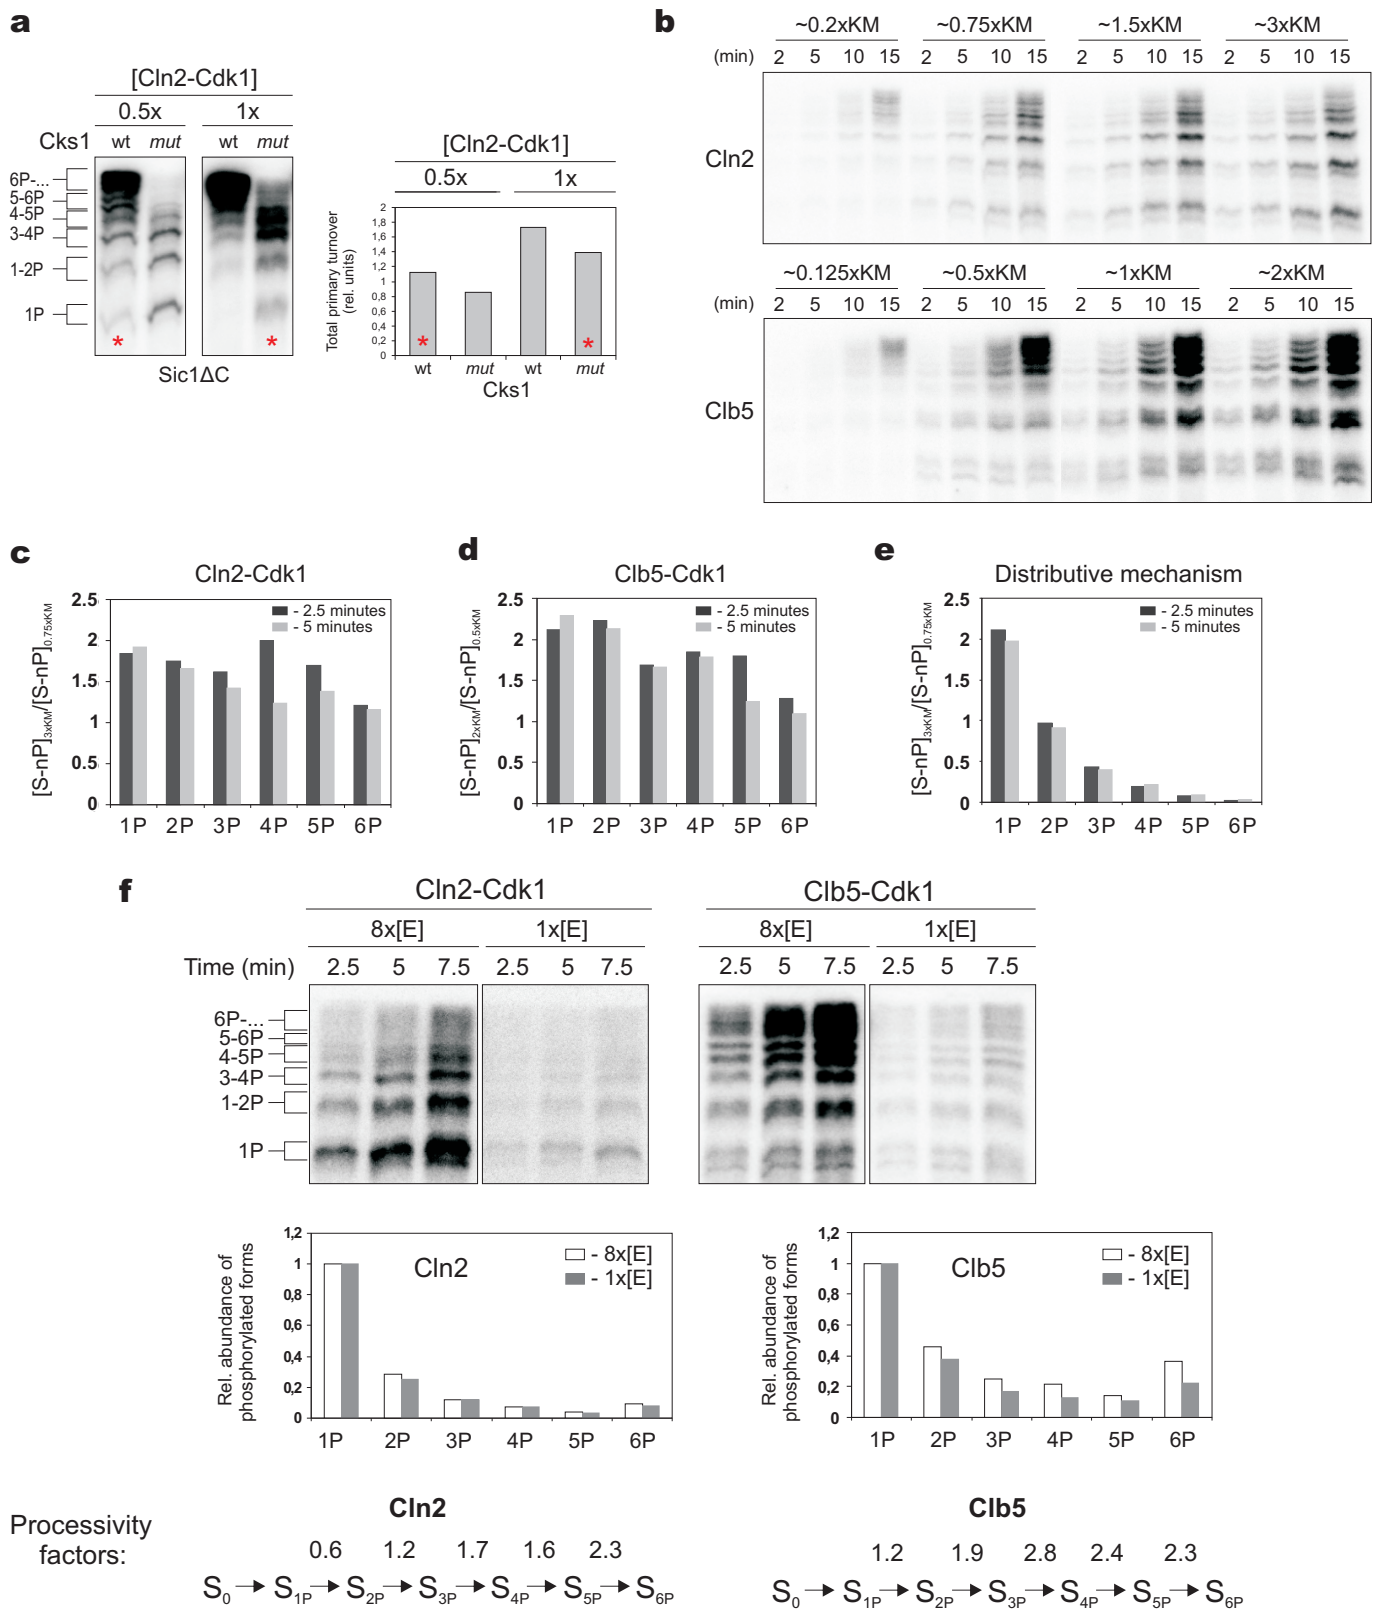 a
[Cln2-Cdk1]
0.5x 1x
Cks1 wt mut wt mut
6P-...
5-6P
4-5P
3-4P
1-2P
1P
* *
Sic1ΔC
[Cln2-Cdk1]
0.5x 1x
Total primary turnover
(rel. units)
2
1,8
1,6
1,4
1,2
1
0,8
0,6
0,4
0,2
0
* *
wt mut wt mut
Cks1
b
~0.2xKM ~0.75xKM ~1.5xKM ~3xKM
(min) 2 5 10 15 2 5 10 15 2 5 10 15 2 5 10 15
Cln2
~0.125xKM ~0.5xKM ~1xKM ~2xKM
2 5 10 15 2 5 10 15 2 5 10 15 2 5 10 15
Clb5
c
Cln2-Cdk1
[S-nP]3xKM/[S-nP]0.75xKM
2.5
2
1.5
1
0.5
0
- 2.5 minutes
- 5 minutes
1P 2P 3P 4P 5P 6P
d
Clb5-Cdk1
[S-nP]2xKM/[S-nP]0.5xKM
2.5
2
1.5
1
0.5
0
- 2.5 minutes
- 5 minutes
1P 2P 3P 4P 5P 6P
e
Distributive mechanism
[S-nP]3xKM/[S-nP]0.75xKM
2.5
2
1.5
1
0.5
0
- 2.5 minutes
- 5 minutes
1P 2P 3P 4P 5P 6P
f
Cln2-Cdk1 Clb5-Cdk1
8x[E] 1x[E] 8x[E] 1x[E]
Time (min) 2.5 5 7.5 2.5 5 7.5 2.5 5 7.5 2.5 5 7.5
6P-...
5-6P
4-5P
3-4P
1-2P
1P
Rel. abundance of
phosphorylated forms
1,2
1
0,8
0,6
0,4
0,2
0
Cln2
- 8x[E]
- 1x[E]
1P 2P 3P 4P 5P 6P
Rel. abundance of
phosphorylated forms
1,2
1
0,8
0,6
0,4
0,2
0
Clb5
- 8x[E]
- 1x[E]
1P 2P 3P 4P 5P 6P
Processivity
factors:
Cln2
0.6 1.2 1.7 1.6 2.3
S0 → S1P → S2P → S3P → S4P → S5P → S6P
Clb5
1.2 1.9 2.8 2.4 2.3
S0 → S1P → S2P → S3P → S4P → S5P → S6P